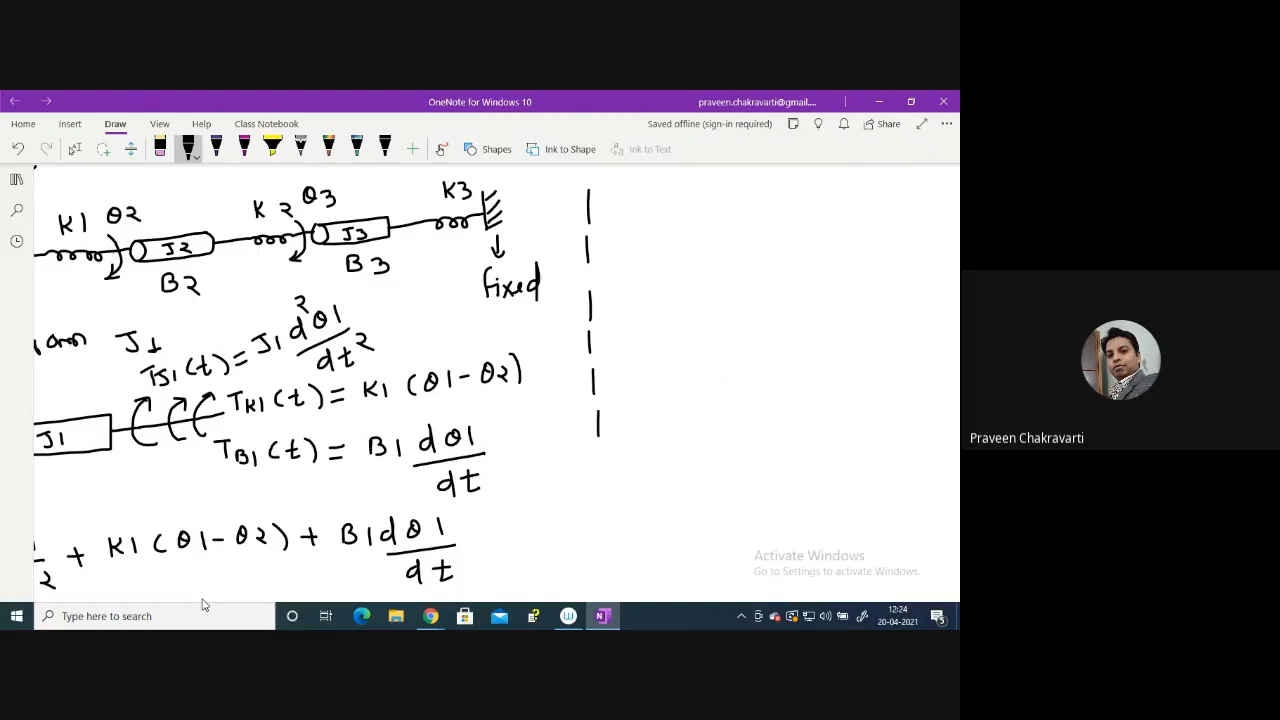 OneNote for Windows 10
praveen.chakravarti@gmail....
Home Insert Draw View Help Class Notebook
Saved offline (sign-in required)
Share
Shapes
Ink to Shape
Ink to Text
K1 θ2 K2 θ3 K3
J2 J3
B2 B3
fixed
J1
TJ1(t) = J1 d²θ1/dt²
TK1(t) = K1 (θ1-θ2)
J1
TB1(t) = B1 dθ1/dt
2 + K1 (θ1-θ2) + B1 dθ1/dt
Activate Windows
Go to Settings to activate Windows.
Type here to search
12:24
20-04-2021
5
Praveen Chakravarti